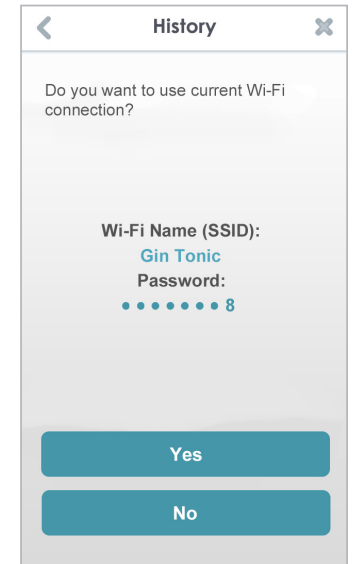 History
Do you want to use current Wi-Fi
connection?
Wi-Fi Name (SSID):
Gin Tonic
Password:
•••••••8
Yes
No